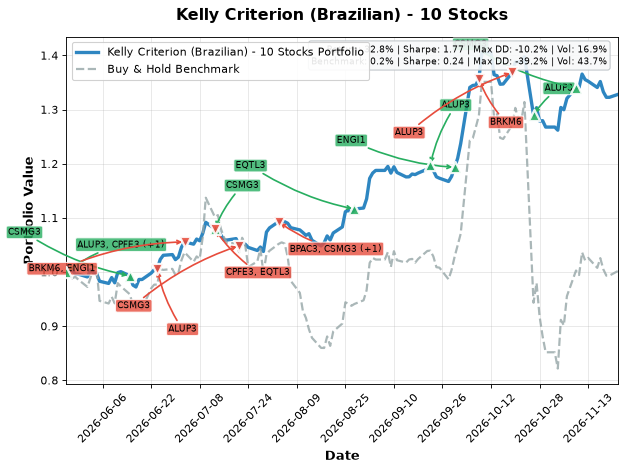 Kelly Criterion (Brazilian) - 10 Stocks
Kelly Criterion (Brazilian) - 10 Stocks Portfolio
Buy & Hold Benchmark
2.8% | Sharpe: 1.77 | Max DD: -10.2% | Vol: 16.9%
0.2% | Sharpe: 0.24 | Max DD: -39.2% | Vol: 43.7%
Portfolio Value
1.4
1.3
1.2
1.1
1.0
0.9
0.8
ALUP3
ALUP3
ALUP3
BRKM6
ENGI1
EQTL3
CSMG3
CSMG3
ALUP3, CPFE3 (+1)
BRKM6, ENGI1
BPAC3, CSMG3 (+1)
CPFE3, EQTL3
CSMG3
ALUP3
2026-06-06
2026-06-22
2026-07-08
2026-07-24
2026-08-09
2026-08-25
2026-09-10
2026-09-26
2026-10-12
2026-10-28
2026-11-13
Date